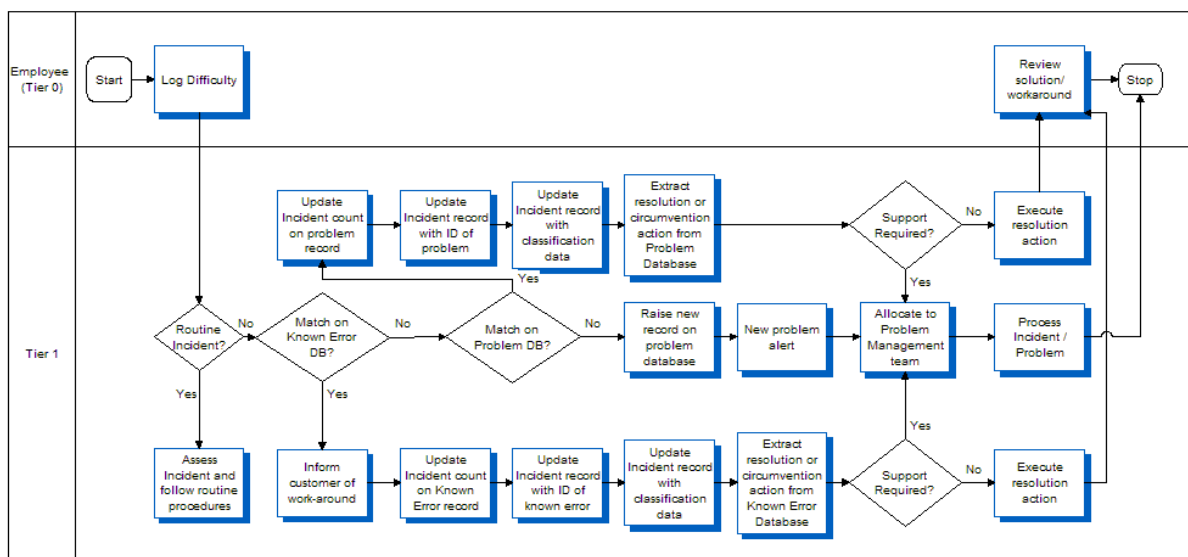 Employee
(Tier 0)
Start
Log Difficulty
Review
solution/
workaround
Stop
Tier 1
Update
Incident count
on problem
record
Update
Incident record
with ID of
problem
Update
Incident record
with
classification
data
Extract
resolution or
circumvention
action from
Problem
Database
Support
Required?
No
Execute
resolution
action
Yes
Yes
Routine
Incident?
No
Match on
Known Error
DB?
No
Match on
Problem DB?
No
Raise new
record on
problem
database
New problem
alert
Allocate to
Problem
Management
team
Process
Incident /
Problem
Yes
Yes
Yes
Assess
Incident and
follow routine
procedures
Inform
customer of
work-around
Update
Incident count
on Known
Error record
Update
Incident record
with ID of
known error
Update
Incident record
with
classification
data
Extract
resolution or
circumvention
action from
Known Error
Database
Support
Required?
No
Execute
resolution
action